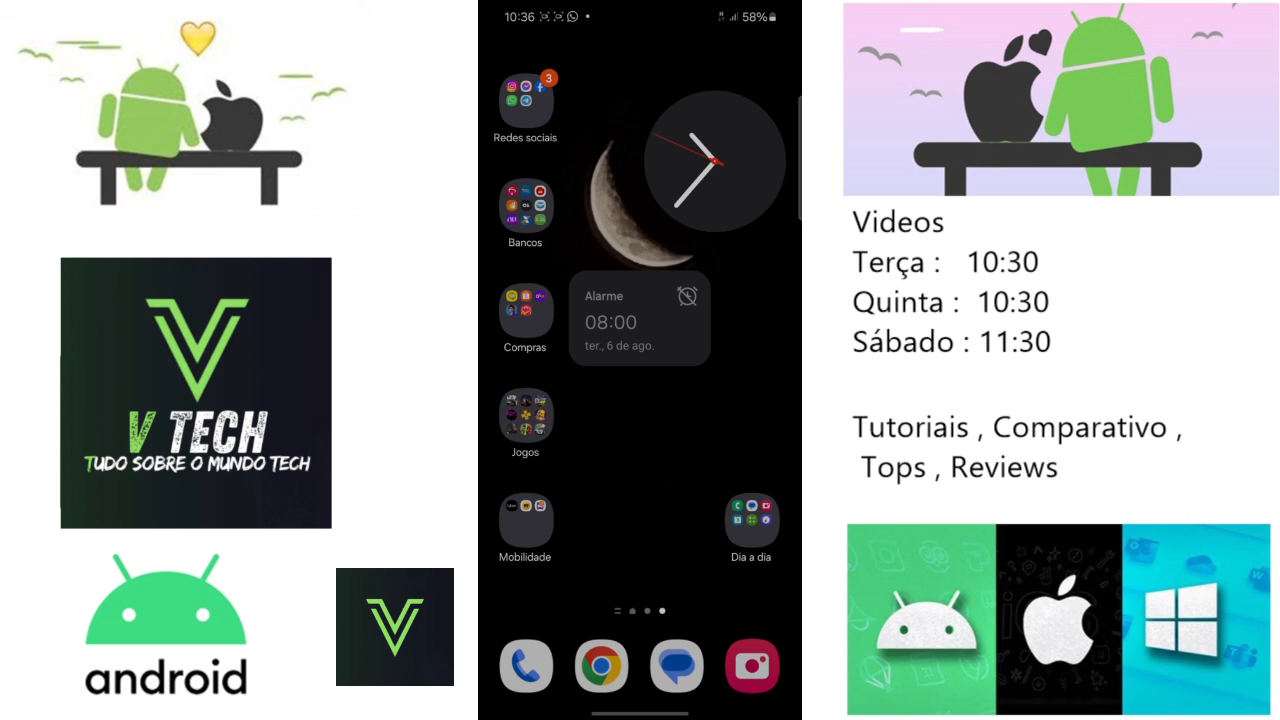 V TECH
TUDO SOBRE O MUNDO TECH
android
10:36
58%
3
Redes sociais
Bancos
Compras
Jogos
Mobilidade
Alarme
08:00
ter., 6 de ago.
Dia a dia
Videos
Terça : 10:30
Quinta : 10:30
Sábado : 11:30
Tutoriais , Comparativo ,
Tops , Reviews